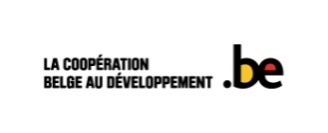 LA COOPÉRATION
BELGE AU DÉVELOPPEMENT .be